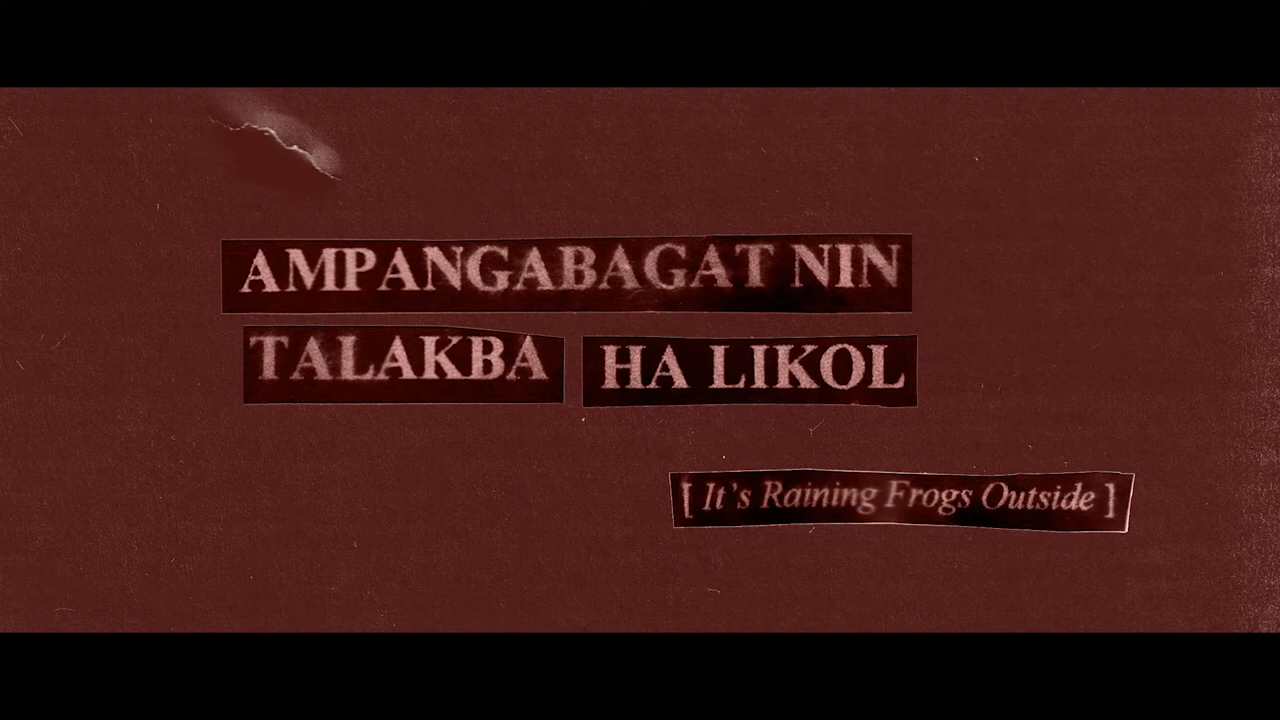 AMPANGABAGAT NIN
TALAKBA HA LIKOL
[ It's Raining Frogs Outside ]